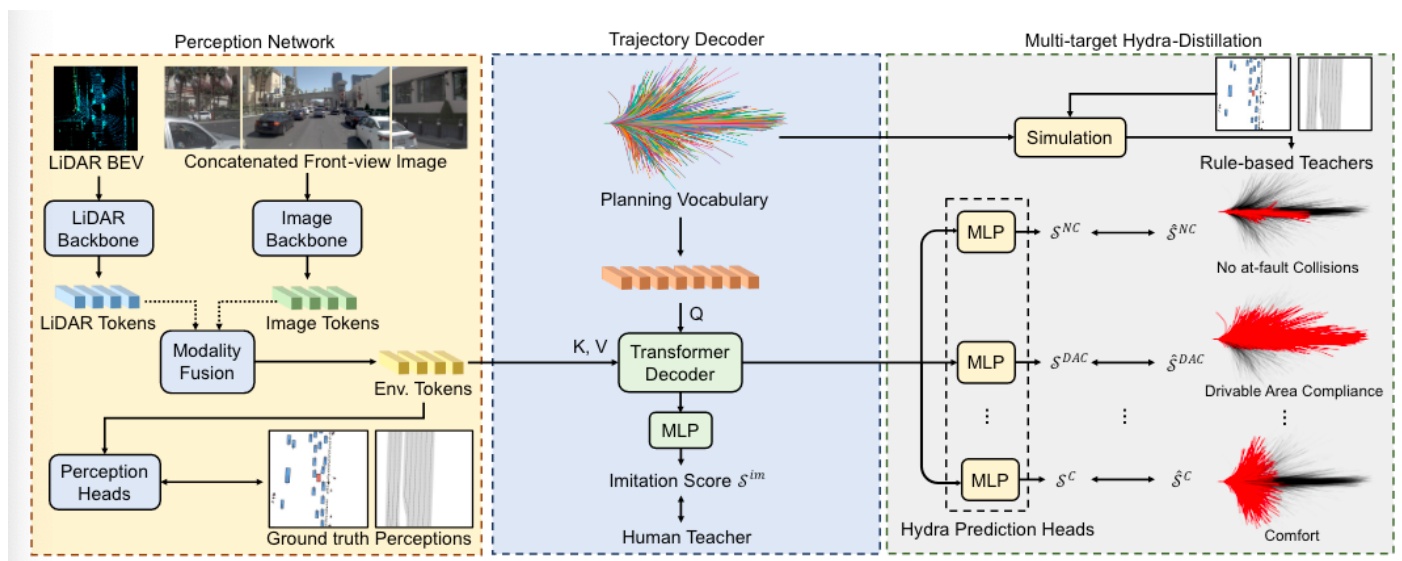 Perception Network
LiDAR BEV
Concatenated Front-view Image
LiDAR
Backbone
Image
Backbone
LiDAR Tokens
Image Tokens
Modality
Fusion
Env. Tokens
Perception
Heads
Ground truth Perceptions
Trajectory Decoder
Planning Vocabulary
Q
K, V
Transformer
Decoder
MLP
Imitation Score 𝒮^{im}
Human Teacher
Multi-target Hydra-Distillation
Simulation
Rule-based Teachers
MLP
𝒮^{NC}
Ŝ^{NC}
No at-fault Collisions
MLP
𝒮^{DAC}
Ŝ^{DAC}
Drivable Area Compliance
⋮
⋮
⋮
MLP
𝒮^{C}
Ŝ^{C}
Hydra Prediction Heads
Comfort